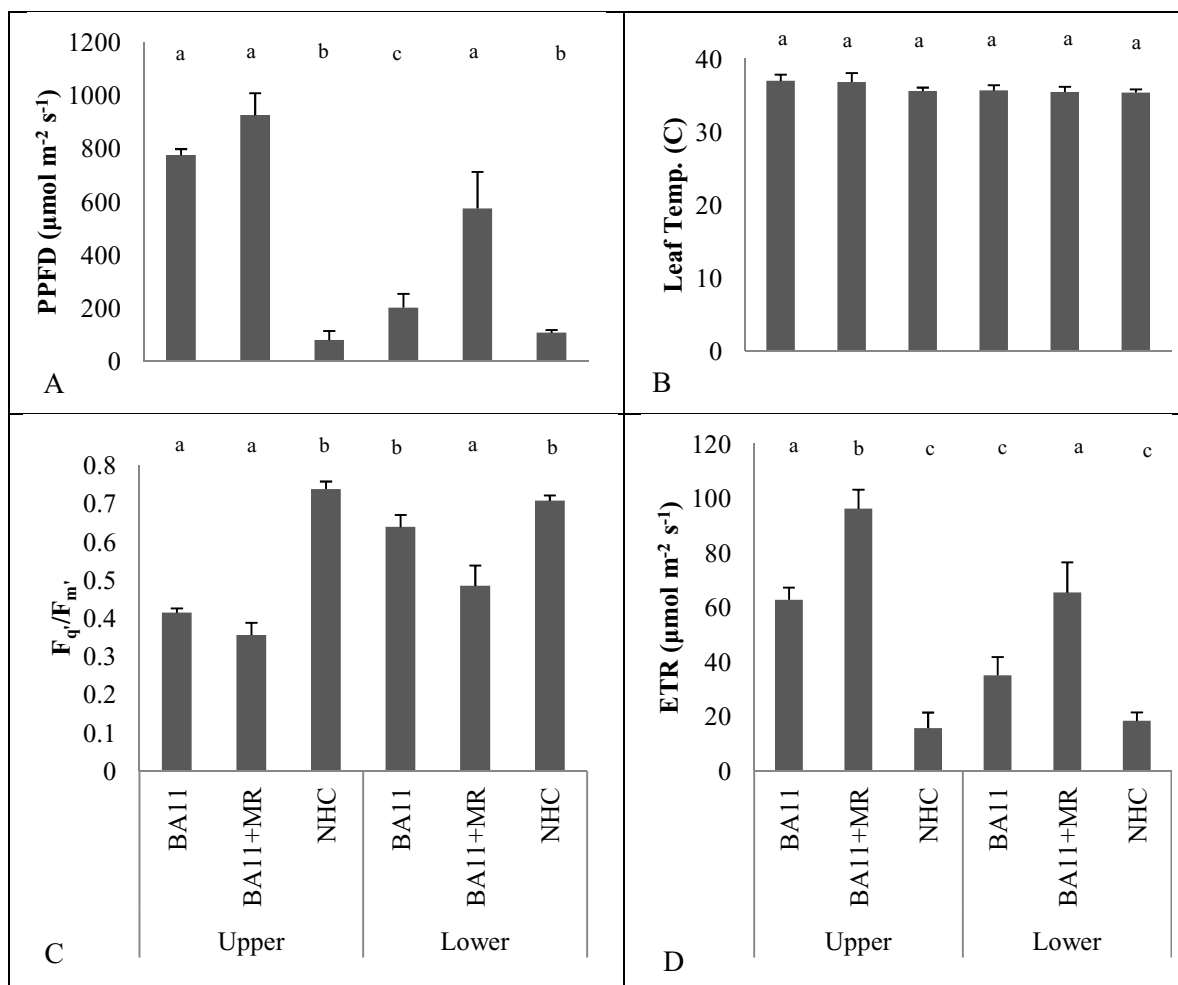 a a b c a b
1200
1000
800
600
400
200
0
PPFD (µmol m-2 s-1)
A
a a a a a a
40
30
20
10
0
Leaf Temp. (C)
B
a a b b a b
0.8
0.7
0.6
0.5
0.4
0.3
0.2
0.1
0
Fq'/Fm'
BA11
BA11+MR
NHC
BA11
BA11+MR
NHC
Upper Lower
C
a b c c a c
120
100
80
60
40
20
0
ETR (µmol m-2 s-1)
BA11
BA11+MR
NHC
BA11
BA11+MR
NHC
Upper Lower
D